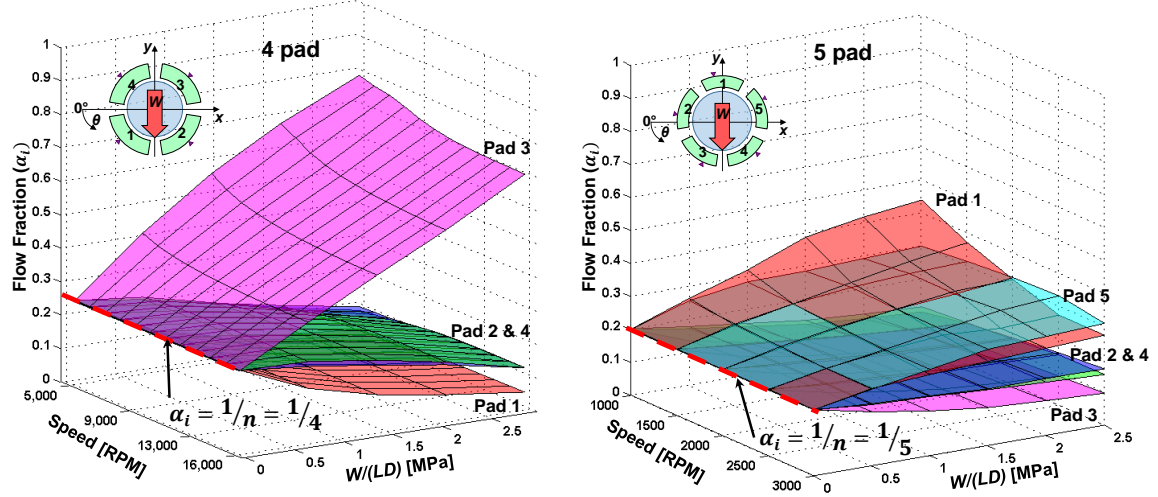 4 pad
y
4
3
W
0°
θ
x
1
2
1
0.9
0.8
0.7
0.6
0.5
0.4
0.3
0.2
0.1
0
Flow Fraction (αi)
Pad 3
Pad 2 & 4
Pad 1
αi = 1/n = 1/4
5,000
9,000
13,000
16,000
Speed [RPM]
0
0.5
1
1.5
2
2.5
W/(LD) [MPa]
5 pad
y
1
2
5
W
0°
θ
x
3
4
1
0.9
0.8
0.7
0.6
0.5
0.4
0.3
0.2
0.1
0
Flow Fraction (αi)
Pad 1
Pad 5
Pad 2 & 4
Pad 3
αi = 1/n = 1/5
1000
1500
2000
2500
3000
Speed [RPM]
0
0.5
1
1.5
2
2.5
W/(LD) [MPa]